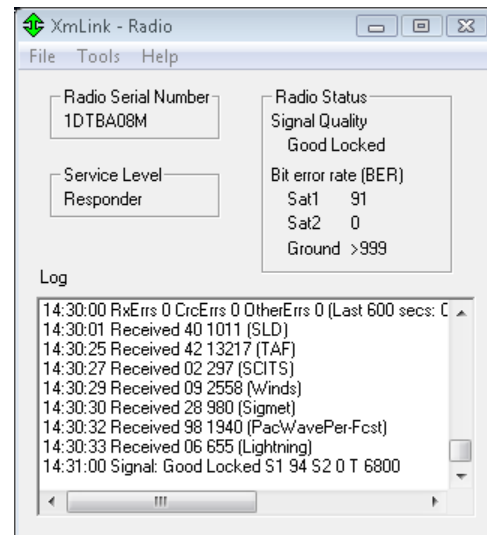 XmLink - Radio
File Tools Help
Radio Serial Number
1DTBA08M
Service Level
Responder
Radio Status
Signal Quality
Good Locked
Bit error rate (BER)
Sat1 91
Sat2 0
Ground >999
Log
14:30:00 RxErrs 0 CrcErrs 0 OtherErrs 0 (Last 600 secs:
14:30:01 Received 40 1011 (SLD)
14:30:25 Received 42 13217 (TAF)
14:30:27 Received 02 297 (SCITS)
14:30:29 Received 09 2558 (Winds)
14:30:30 Received 28 980 (Sigmet)
14:30:32 Received 98 1940 (PacWavePer-Fcst)
14:30:33 Received 06 655 (Lightning)
14:31:00 Signal: Good Locked S1 94 S2 0 T 6800